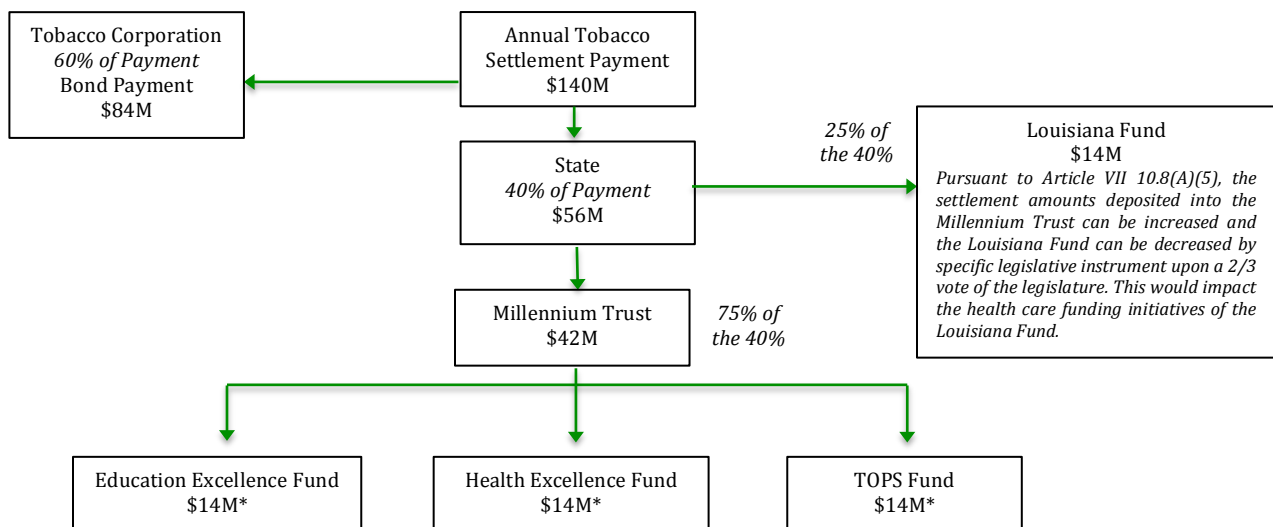 Tobacco Corporation
60% of Payment
Bond Payment
$84M
Annual Tobacco
Settlement Payment
$140M
25% of
the 40%
Louisiana Fund
$14M
Pursuant to Article VII 10.8(A)(5), the
settlement amounts deposited into the
Millennium Trust can be increased and
the Louisiana Fund can be decreased by
specific legislative instrument upon a 2/3
vote of the legislature. This would impact
the health care funding initiatives of the
Louisiana Fund.
State
40% of Payment
$56M
Millennium Trust
$42M
75% of
the 40%
Education Excellence Fund
$14M*
Health Excellence Fund
$14M*
TOPS Fund
$14M*